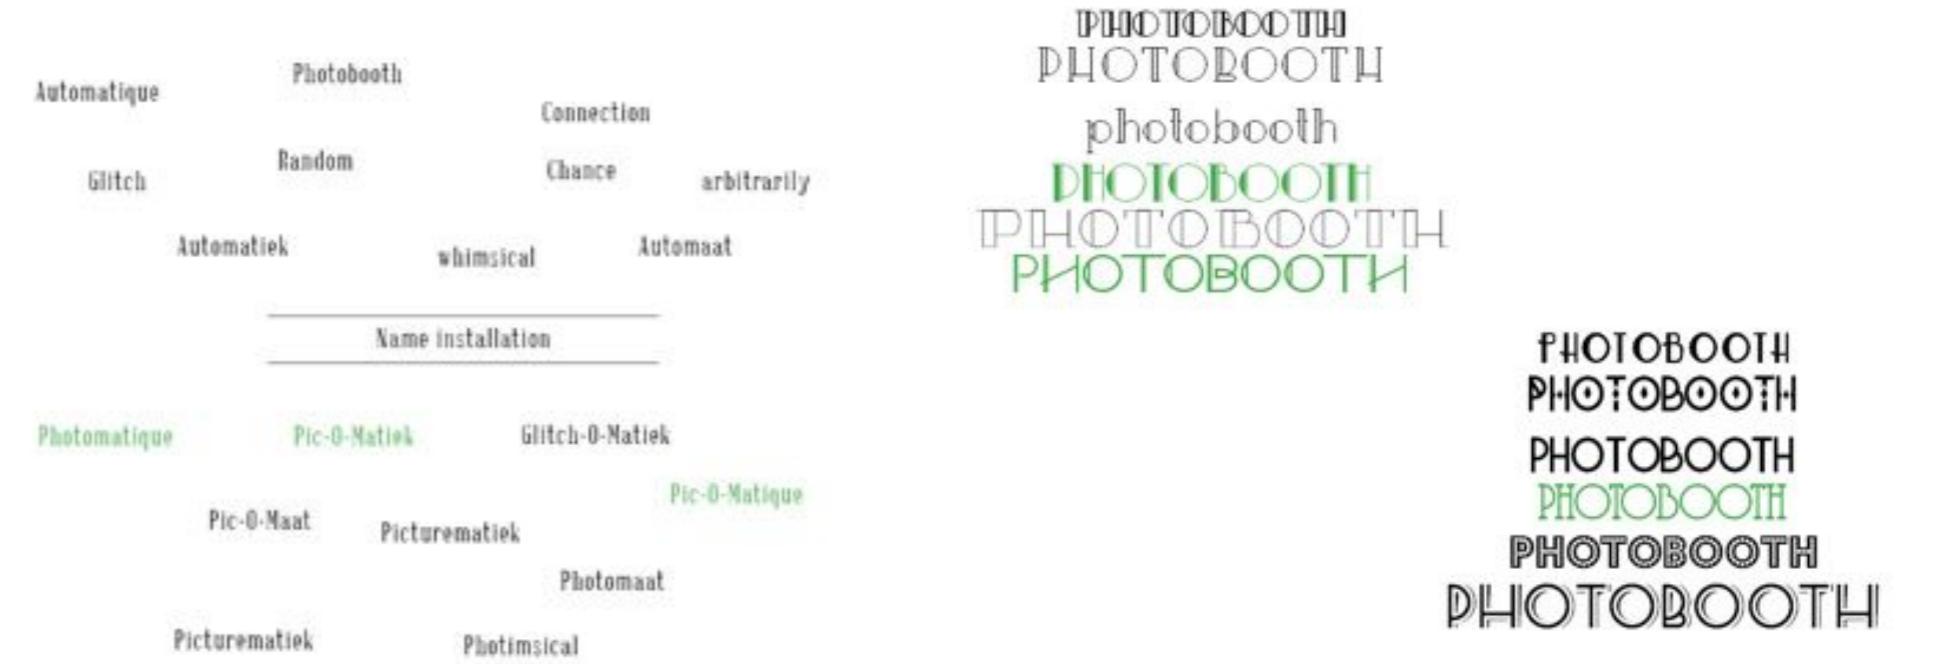 Photobooth
Automatique
Connection
Random
Chance
Glitch
arbitrarily
Automatiek
whimsical
Automaat
Name installation
Photomatique
Pic-O-Matiek
Glitch-O-Matiek
Pic-O-Matique
Pic-O-Maat
Picturematiek
Photomaat
Picturematiek
Photimsical
PHOTOBOOTH
PHOTOBOOTH
photobooth
PHOTOBOOTH
PHOTOBOOTH
PHOTOBOOTH
PHOTOBOOTH
PHOTOBOOTH
PHOTOBOOTH
PHOTOBOOTH
PHOTOBOOTH
PHOTOBOOTH